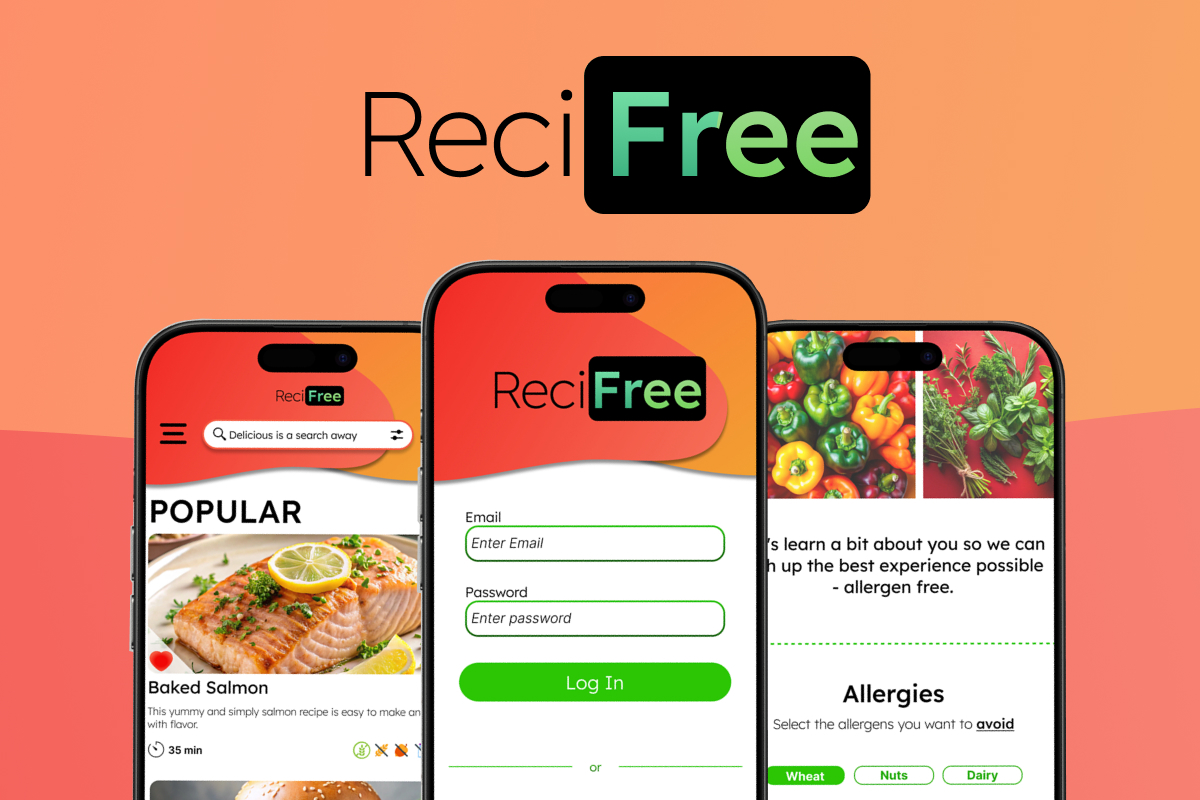 ReciFree
ReciFree
Delicious is a search away
POPULAR
Baked Salmon
This yummy and simply salmon recipe is easy to make an
with flavor.
35 min
ReciFree
Email
Enter Email
Password
Enter password
Log In
or
's learn a bit about you so we can
h up the best experience possible
- allergen free.
Allergies
Select the allergens you want to avoid
Wheat
Nuts
Dairy